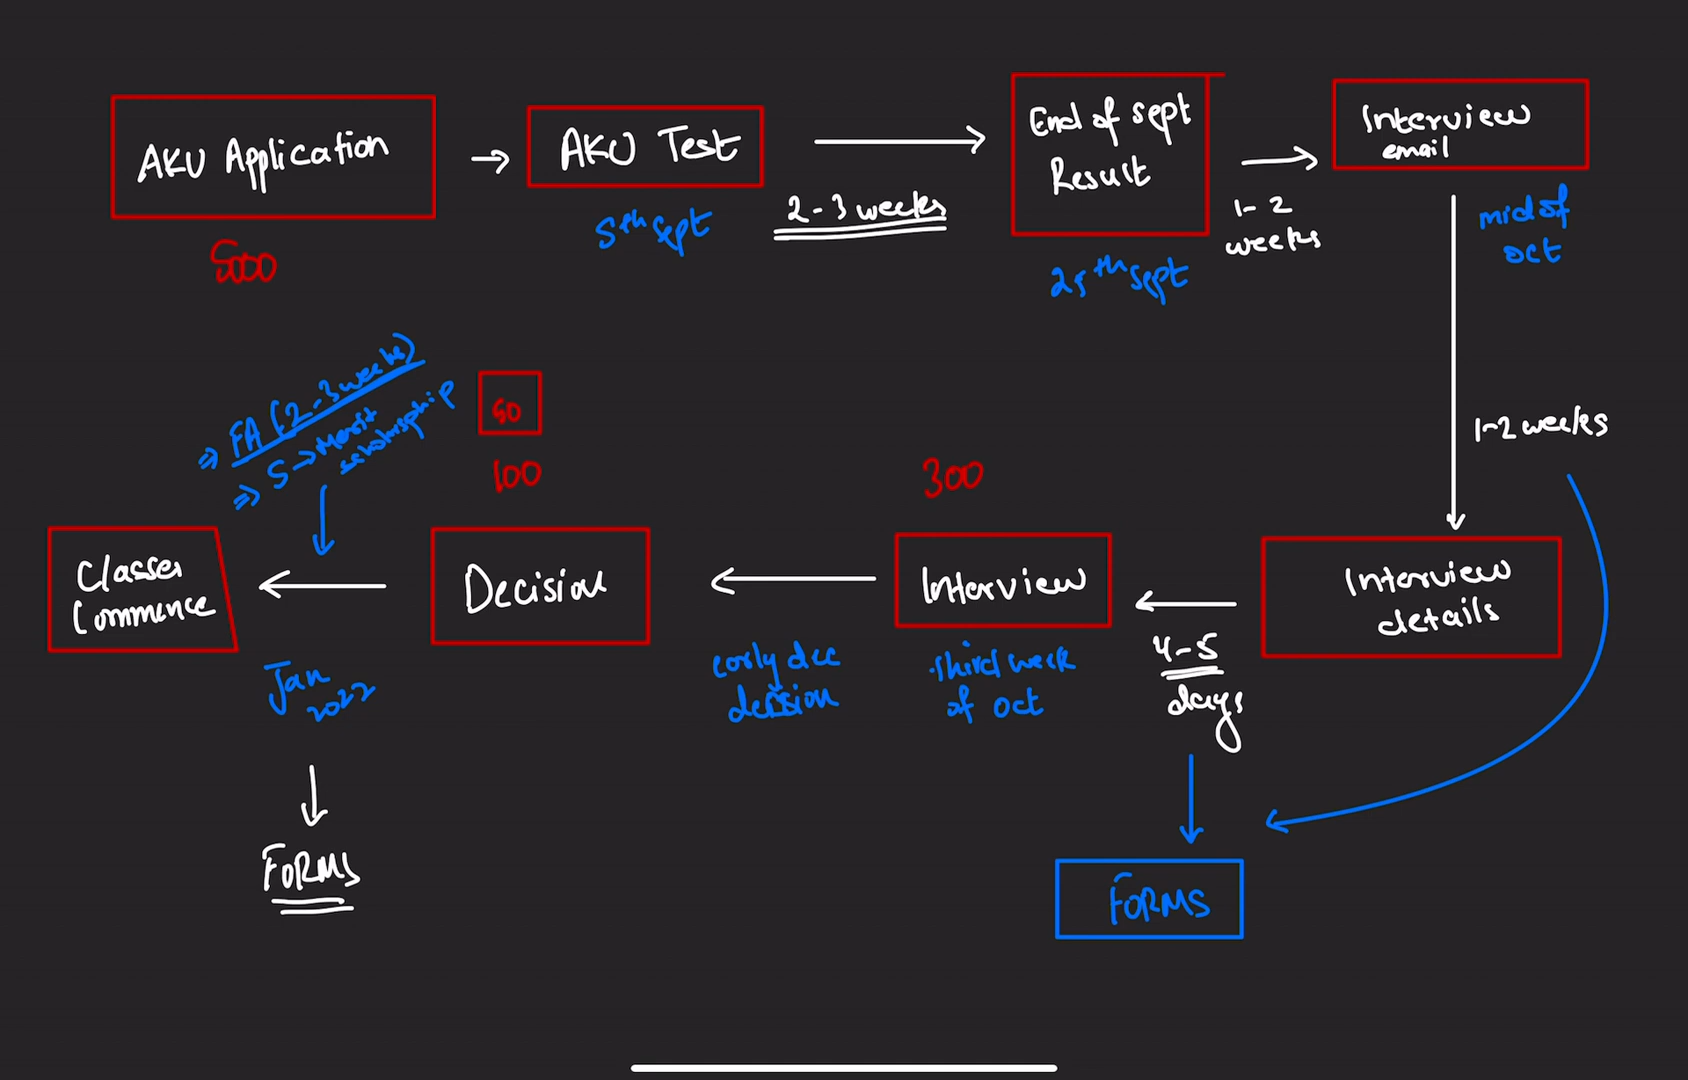 AKU Application
5000
→ AKU Test
5th Sept
2-3 weeks
End of Sept
Result
25th Sept
1-2
weeks
Interview
email
mid of
oct
1-2 weeks
Interview
details
4-5
days
FORMS
300
Interview
third week
of oct
early dec
decision
50
100
Decision
⇒ FA (2-3 weeks)
⇒ 5 → Merit
scholarship
Classes
Commence
Jan
2022
FORMS